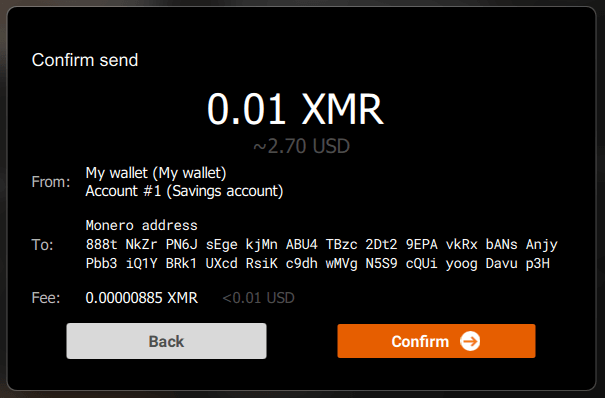 Confirm send
0.01 XMR
~2.70 USD
From:
My wallet (My wallet)
Account #1 (Savings account)
To:
Monero address
888t NkZr PN6J sEge kjMn ABU4 TBzc 2Dt2 9EPA vkRx bANs Anjy
Pbb3 iQ1Y BRk1 UXcd RsiK c9dh wMVg N5S9 cQUi yoog Davu p3H
Fee: 0.00000885 XMR <0.01 USD
Back Confirm